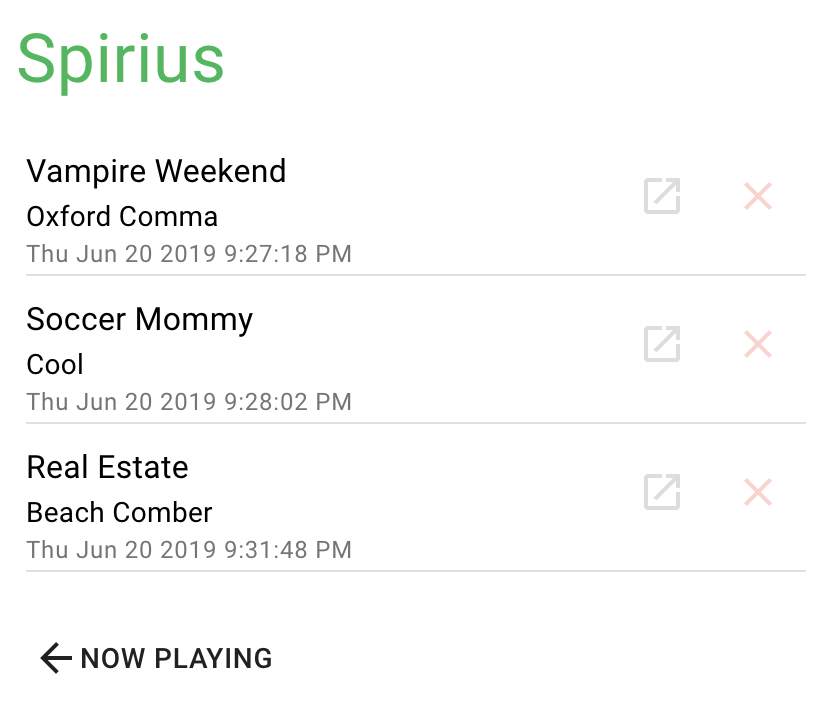 Spirius
Vampire Weekend
Oxford Comma
Thu Jun 20 2019 9:27:18 PM
Soccer Mommy
Cool
Thu Jun 20 2019 9:28:02 PM
Real Estate
Beach Comber
Thu Jun 20 2019 9:31:48 PM
NOW PLAYING